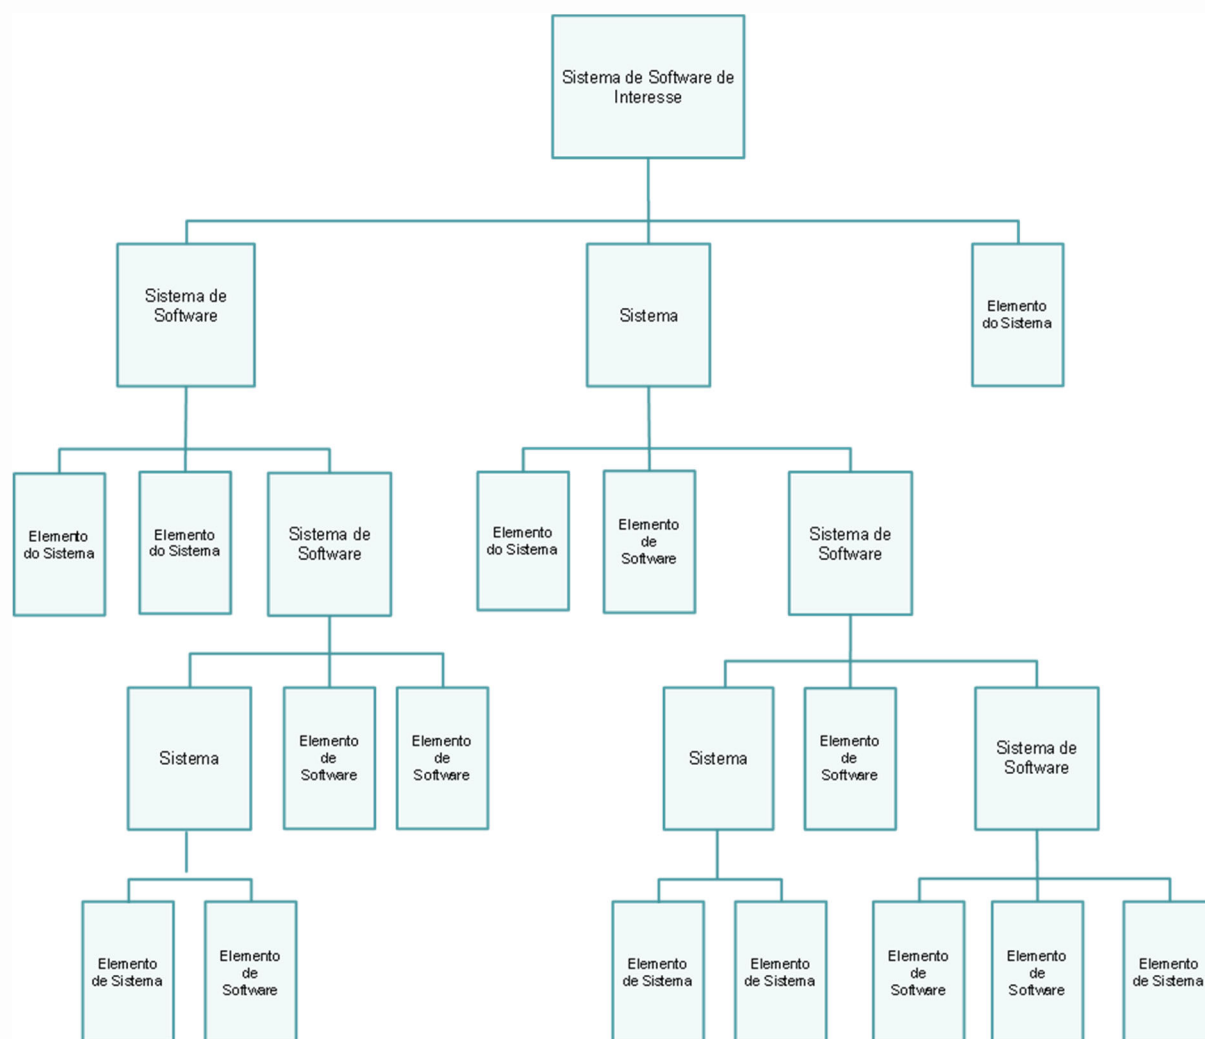 Sistema de Software de
Interesse
Sistema de
Software
Sistema
Elemento
do Sistema
Elemento
do Sistema
Elemento
do Sistema
Sistema de
Software
Elemento
do Sistema
Elemento
de
Software
Sistema de
Software
Sistema
Elemento
de
Software
Elemento
de
Software
Sistema
Elemento
de
Software
Sistema de
Software
Elemento
de Sistema
Elemento
de
Software
Elemento
de Sistema
Elemento
de Sistema
Elemento
de
Software
Elemento
de
Software
Elemento
de Sistema